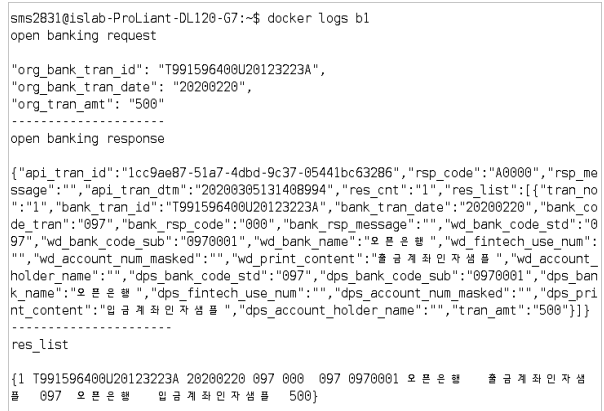 sms2831@islab-ProLiant-DL120-G7:~$ docker logs b1
open banking request
"org_bank_tran_id": "T991596400U20123223A",
"org_bank_tran_date": "20200220",
"org_tran_amt": "500"
---------------------
open banking response
{"api_tran_id":"1cc9ae87-51a7-4dbd-9c37-05441bc63286","rsp_code":"A0000","rsp_me
ssage":"","api_tran_dtm":"20200305131408994","res_cnt":"1","res_list":[{"tran_no
":"1","bank_tran_id":"T991596400U20123223A","bank_tran_date":"20200220","bank_co
de_tran":"097","bank_rsp_code":"000","bank_rsp_message":"","wd_bank_code_std":"0
97","wd_bank_code_sub":"0970001","wd_bank_name":"오픈은행","wd_fintech_use_num":
"","wd_account_num_masked":"","wd_print_content":"출금계좌인자샘플","wd_account_
holder_name":"","dps_bank_code_std":"097","dps_bank_code_sub":"0970001","dps_ban
k_name":"오픈은행","dps_fintech_use_num":"","dps_account_num_masked":"","dps_pri
nt_content":"입금계좌인자샘플","dps_account_holder_name":"","tran_amt":"500"}]}
----------------------
res_list
{1 T991596400U20123223A 20200220 097 000  097 0970001 오픈은행   출금계좌인자샘
플  097  오픈은행   입금계좌인자샘플  500}